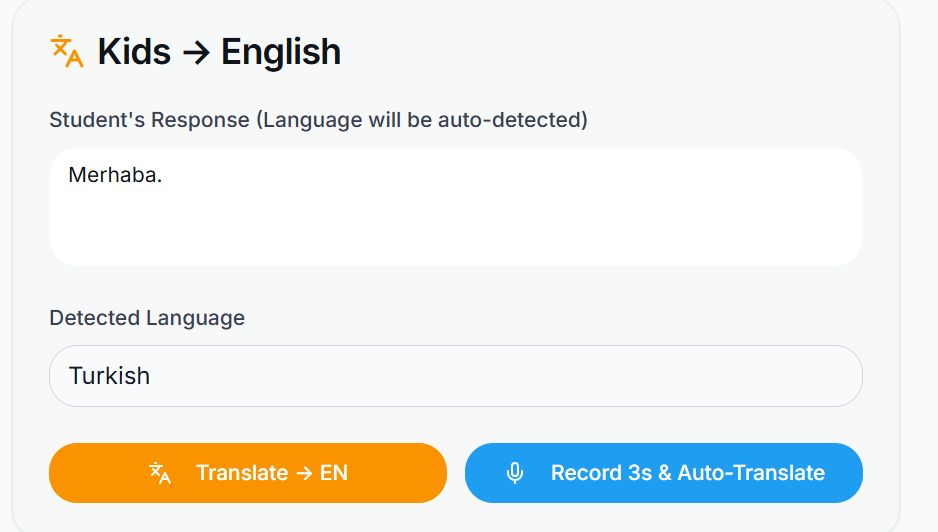 Kids → English
Student's Response (Language will be auto-detected)
Merhaba.
Detected Language
Turkish
Translate → EN
Record 3s & Auto-Translate